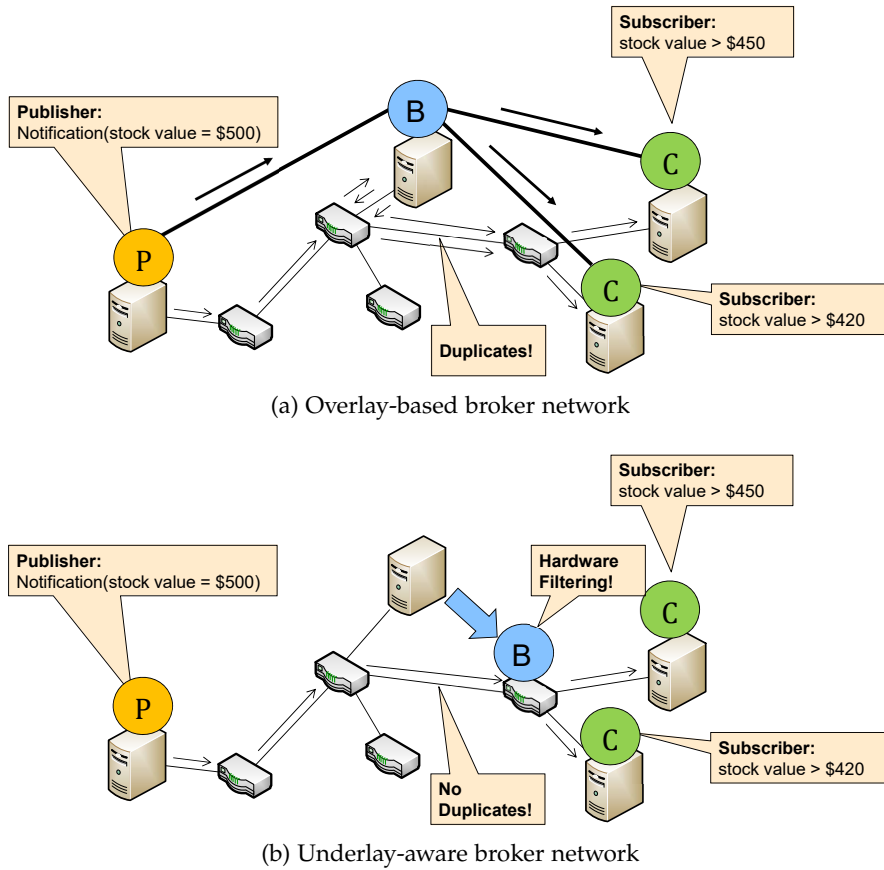 Subscriber:
stock value > $450
Publisher:
Notification(stock value = $500)
B
C
P
C
Subscriber:
stock value > $420
Duplicates!
(a) Overlay-based broker network
Subscriber:
stock value > $450
Publisher:
Notification(stock value = $500)
Hardware
Filtering!
C
B
P
C
Subscriber:
stock value > $420
No
Duplicates!
(b) Underlay-aware broker network